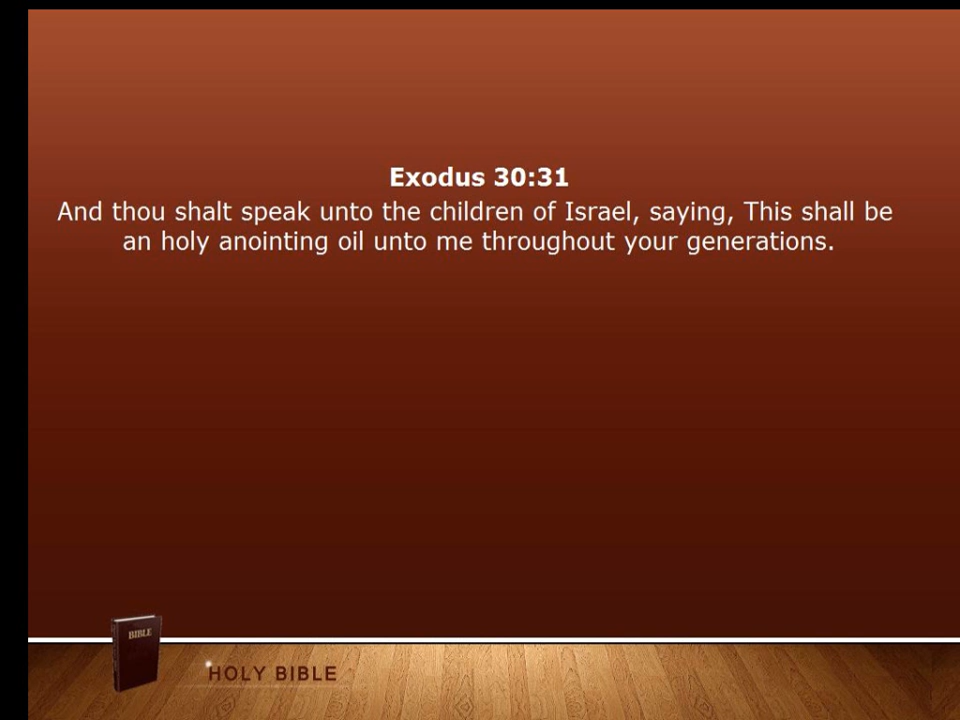 Exodus 30:31
And thou shalt speak unto the children of Israel, saying, This shall be
an holy anointing oil unto me throughout your generations.
BIBLE
HOLY BIBLE